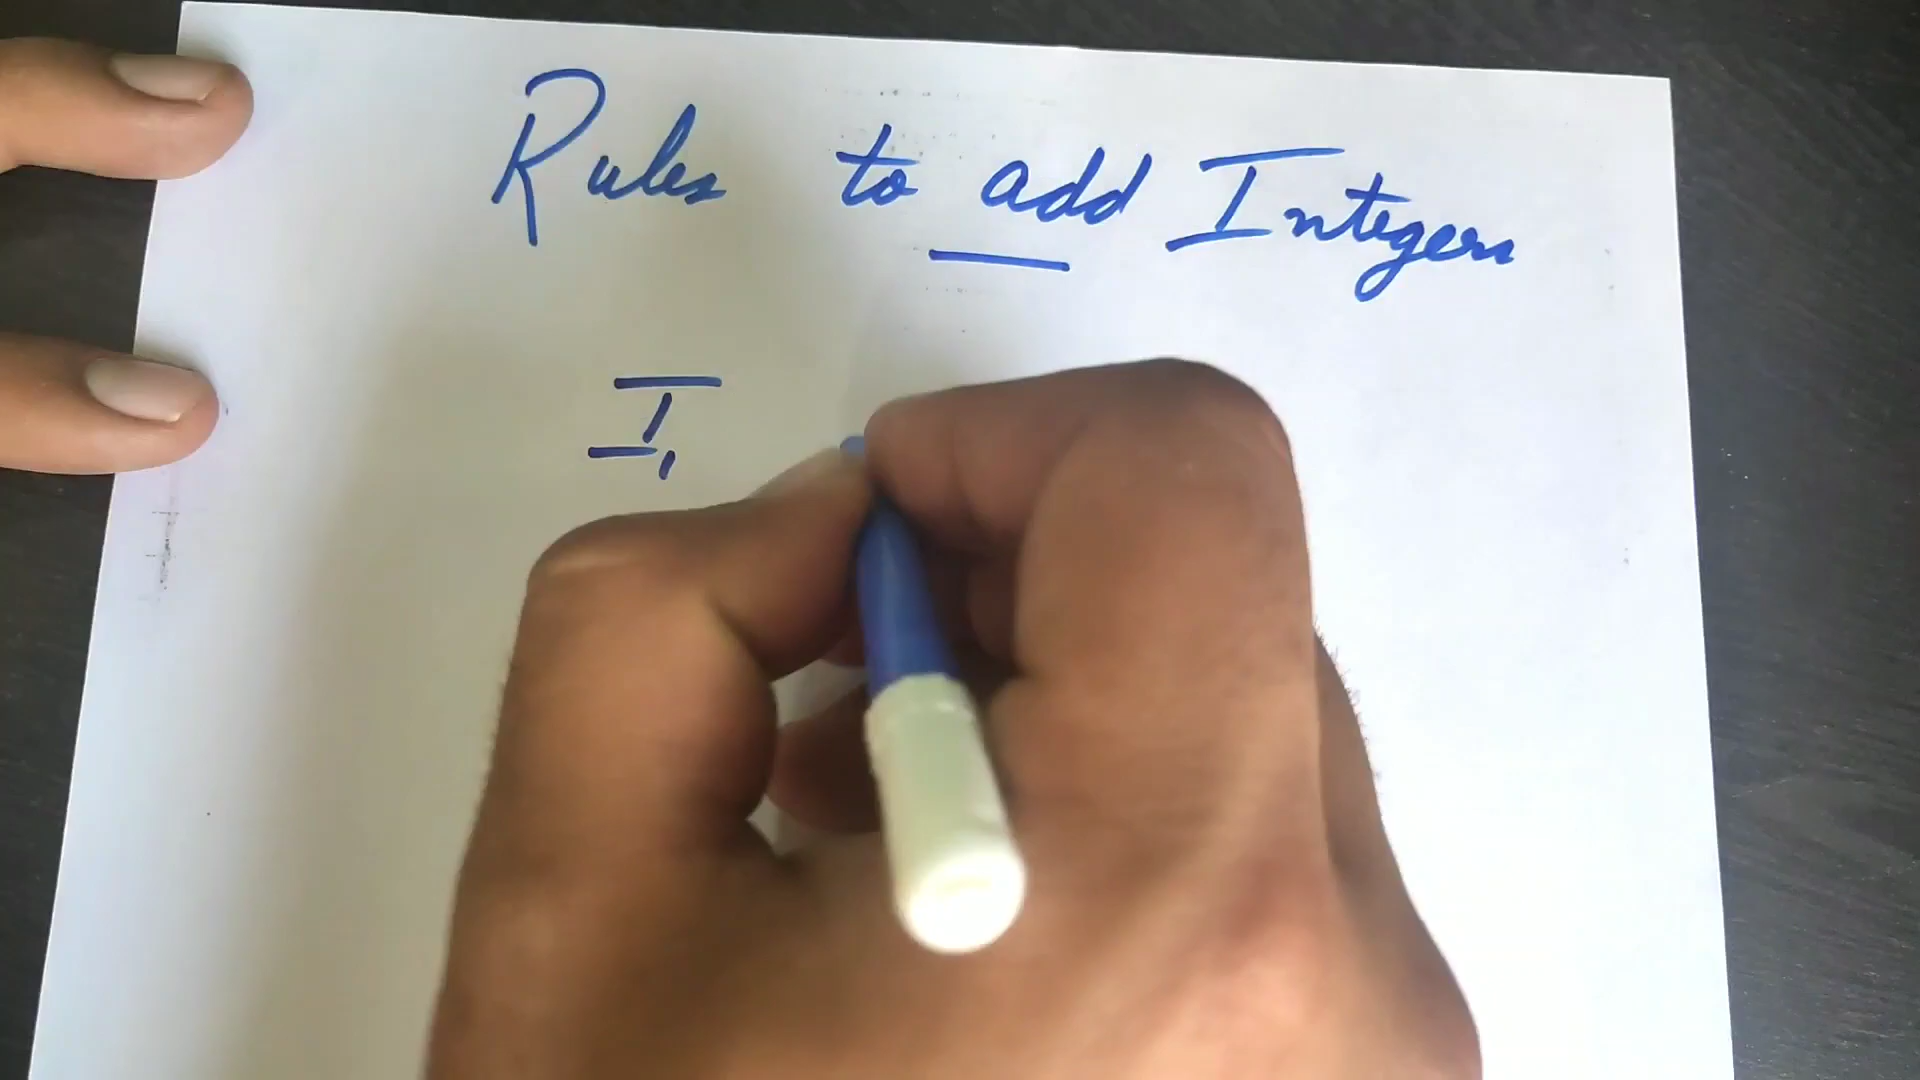 Rules to add Integers
I,